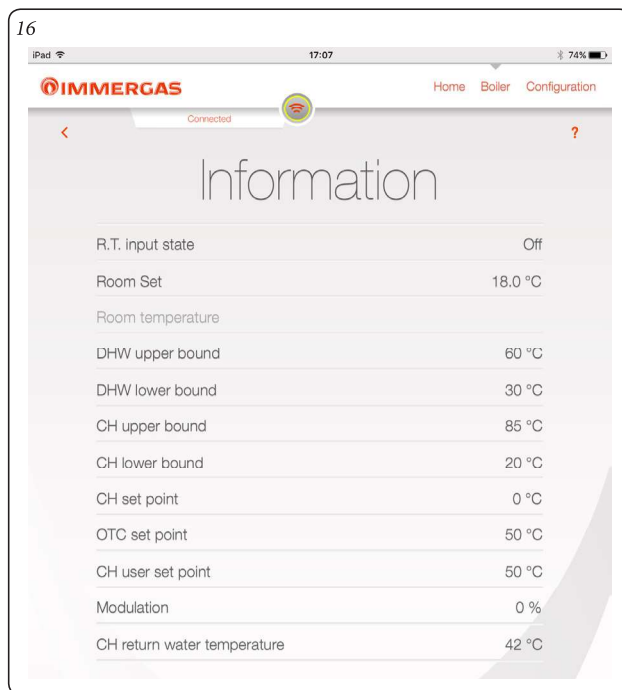 16
iPad 17:07 74%
IMMERGAS Home Boiler Configuration
Connected
?
Information
R.T. input state Off
Room Set 18.0 °C
Room temperature
DHW upper bound 60 °C
DHW lower bound 30 °C
CH upper bound 85 °C
CH lower bound 20 °C
CH set point 0 °C
OTC set point 50 °C
CH user set point 50 °C
Modulation 0 %
CH return water temperature 42 °C